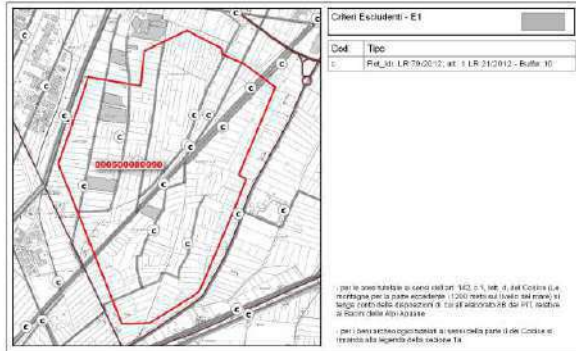 Criteri Escludenti - E1
Cod Tipo
c Ret_Idr. LR 79/2012; art. 1 LR 21/2012 - Buffer 10
- per le aree tutelate ai sensi dell'art. 142, c.1, lett. d, del Codice (Le
montagne per la parte eccedente i 1200 metri sul livello del mare) si
tenga conto delle disposizioni di cui all'elaborato 8B del PIT, relative
ai Bacini delle Alpi Apuane
- per i beni archeologici tutelati ai sensi della parte II del Codice si
rimanda alla legenda della sezione 1a